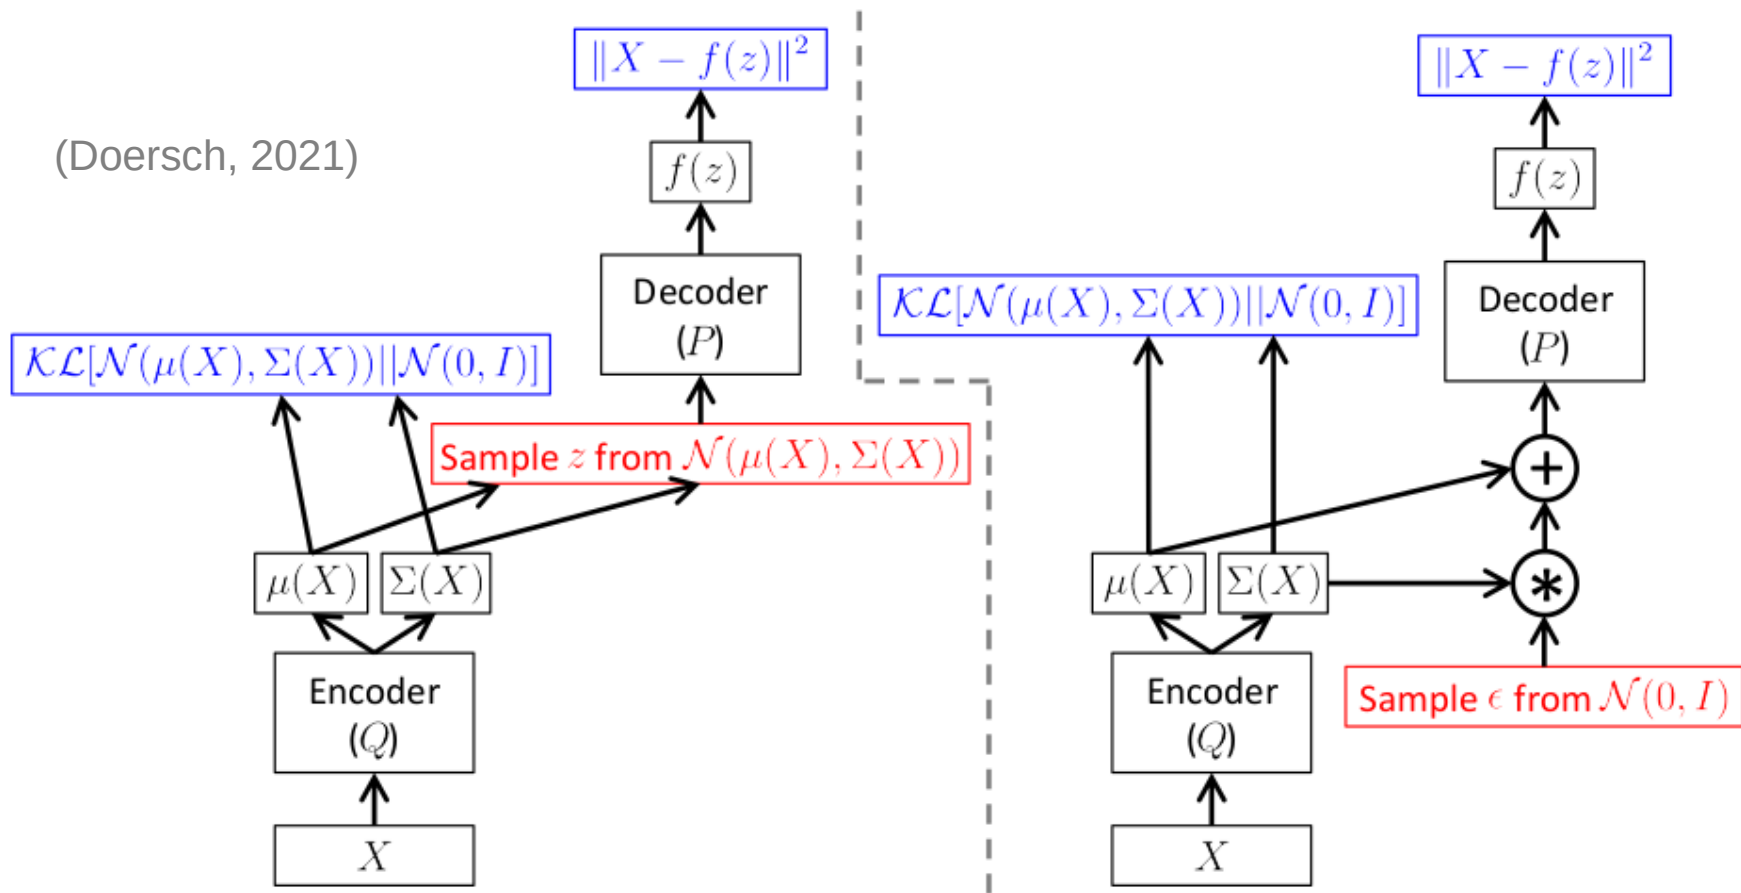 (Doersch, 2021)
‖X − f(z)‖²
f(z)
Decoder
(P)
𝒦ℒ[𝒩(μ(X), Σ(X))||𝒩(0, I)]
Sample z from 𝒩(μ(X), Σ(X))
μ(X)
Σ(X)
Encoder
(Q)
X
‖X − f(z)‖²
f(z)
Decoder
(P)
𝒦ℒ[𝒩(μ(X), Σ(X))||𝒩(0, I)]
+
μ(X)
Σ(X)
*
Sample ϵ from 𝒩(0, I)
Encoder
(Q)
X